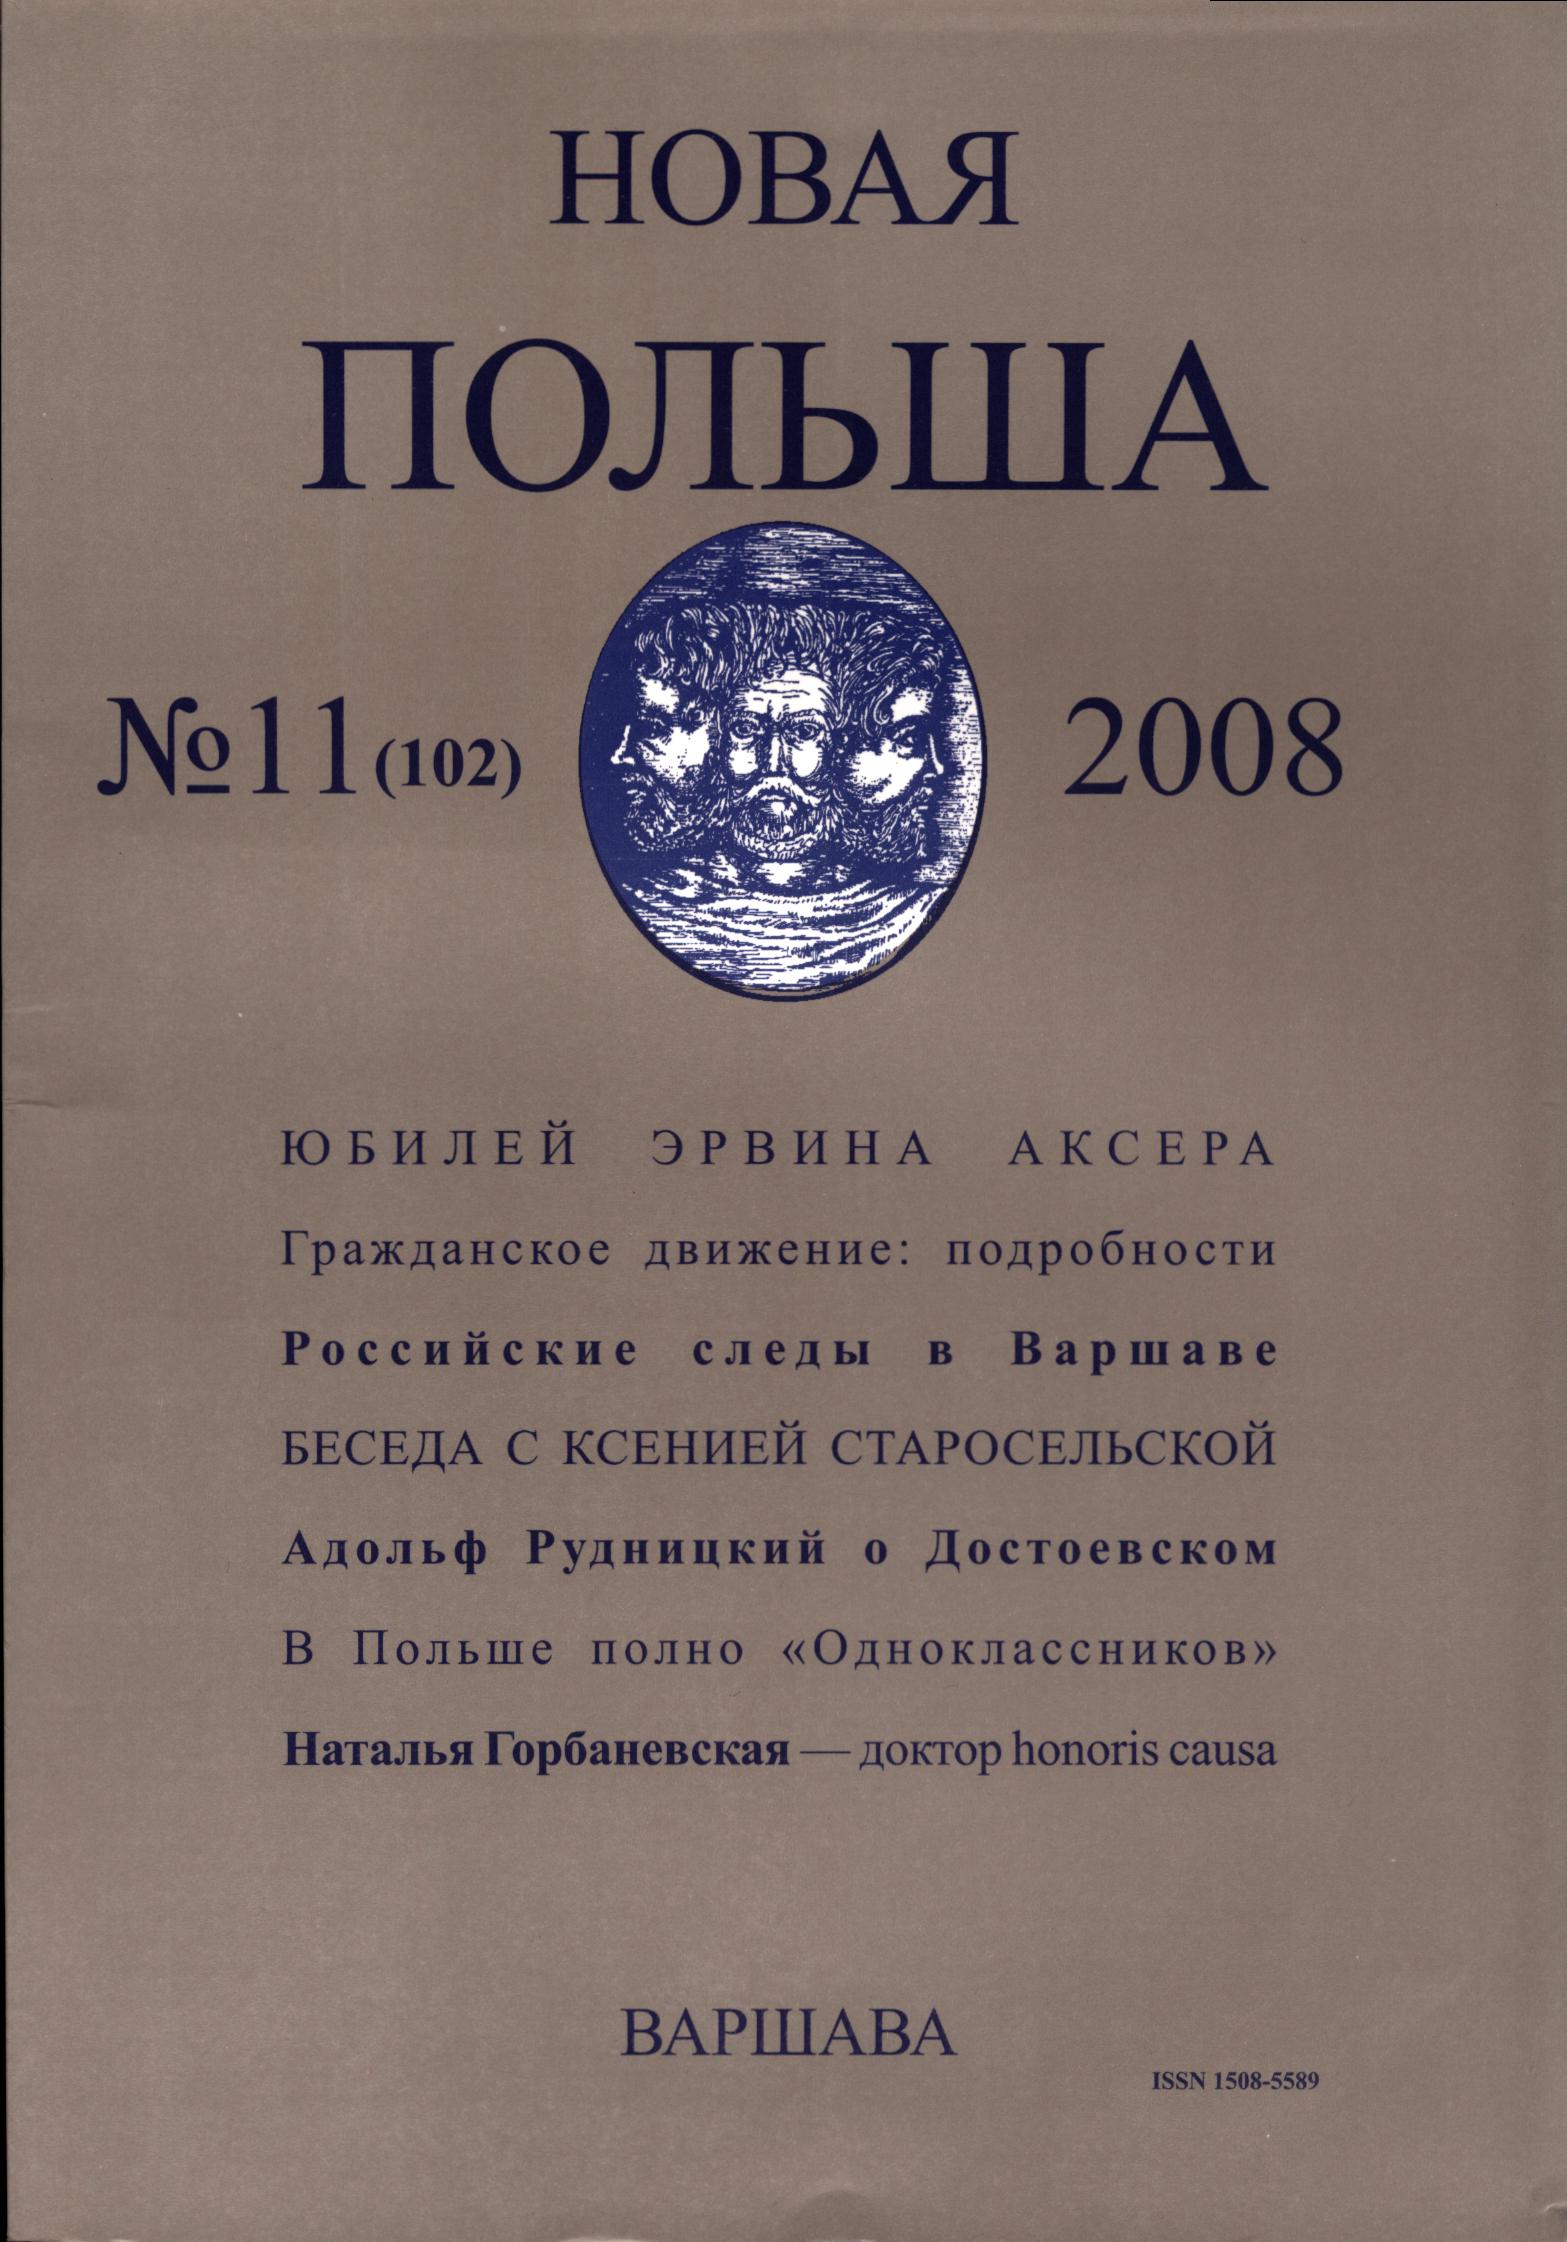 НОВАЯ
ПОЛЬША
№11(102)
2008
ЮБИЛЕЙ ЭРВИНА АКСЕРА
Гражданское движение: подробности
Российские следы в Варшаве
БЕСЕДА С КСЕНИЕЙ СТАРОСЕЛЬСКОЙ
Адольф Рудницкий о Достоевском
В Польше полно «Одноклассников»
Наталья Горбаневская — доктор honoris causa
ВАРШАВА
ISSN 1508-5589